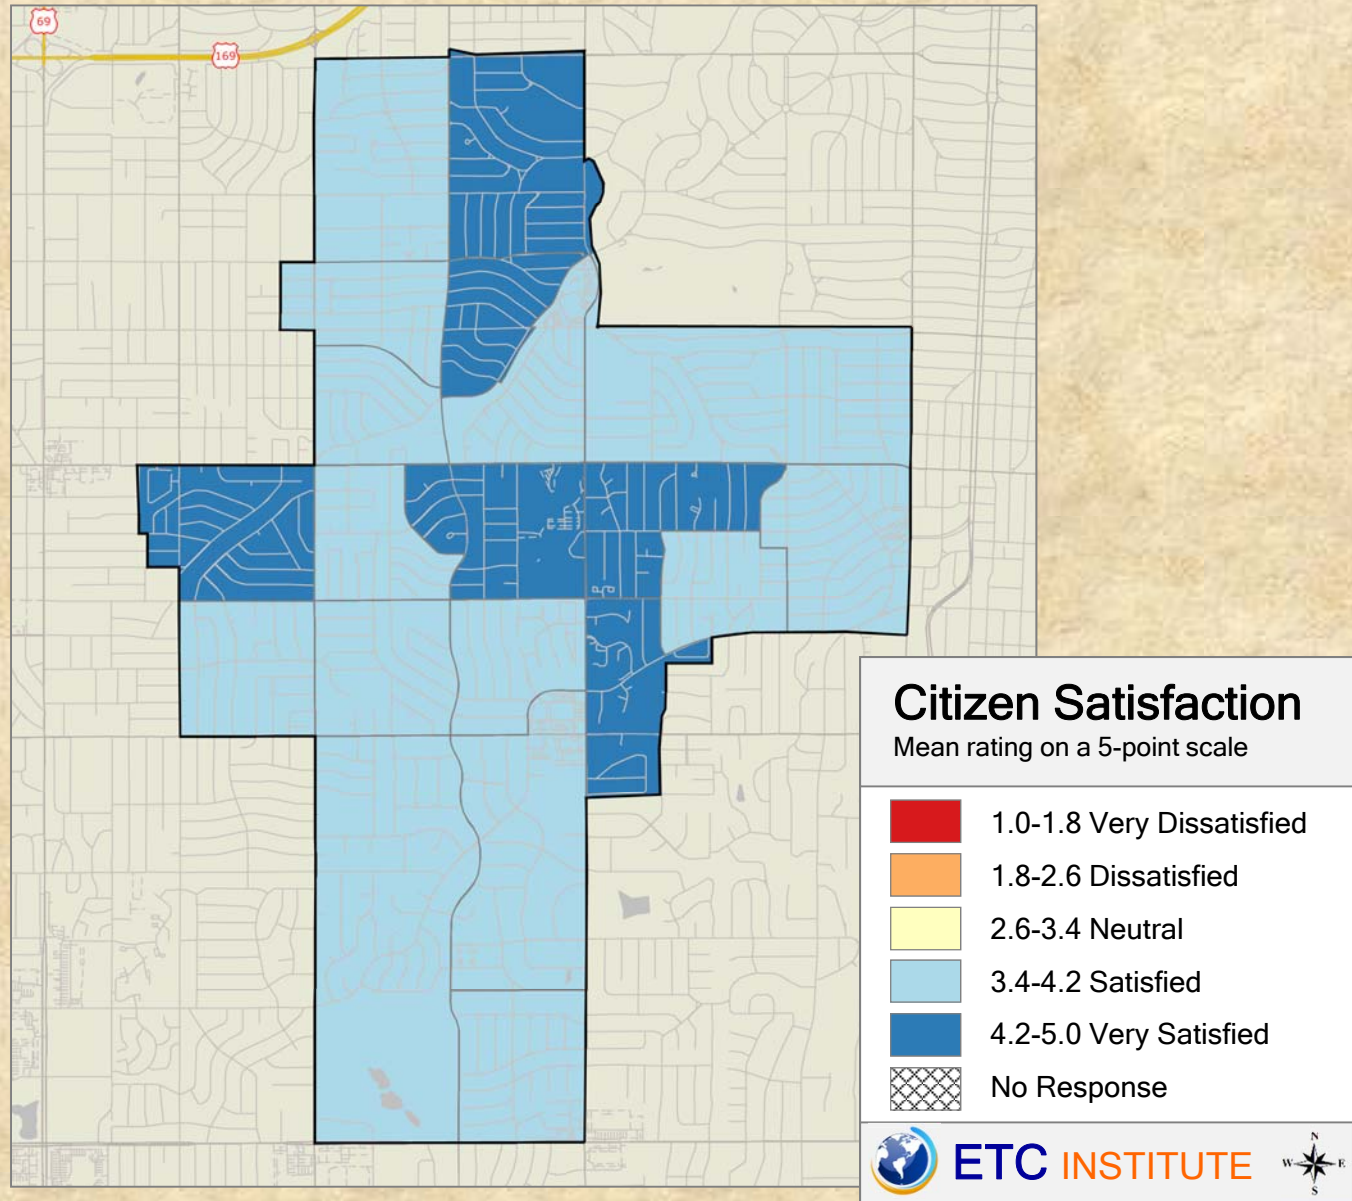 69
169
Citizen Satisfaction
Mean rating on a 5-point scale
1.0-1.8 Very Dissatisfied
1.8-2.6 Dissatisfied
2.6-3.4 Neutral
3.4-4.2 Satisfied
4.2-5.0 Very Satisfied
No Response
ETC INSTITUTE
N
W E
S